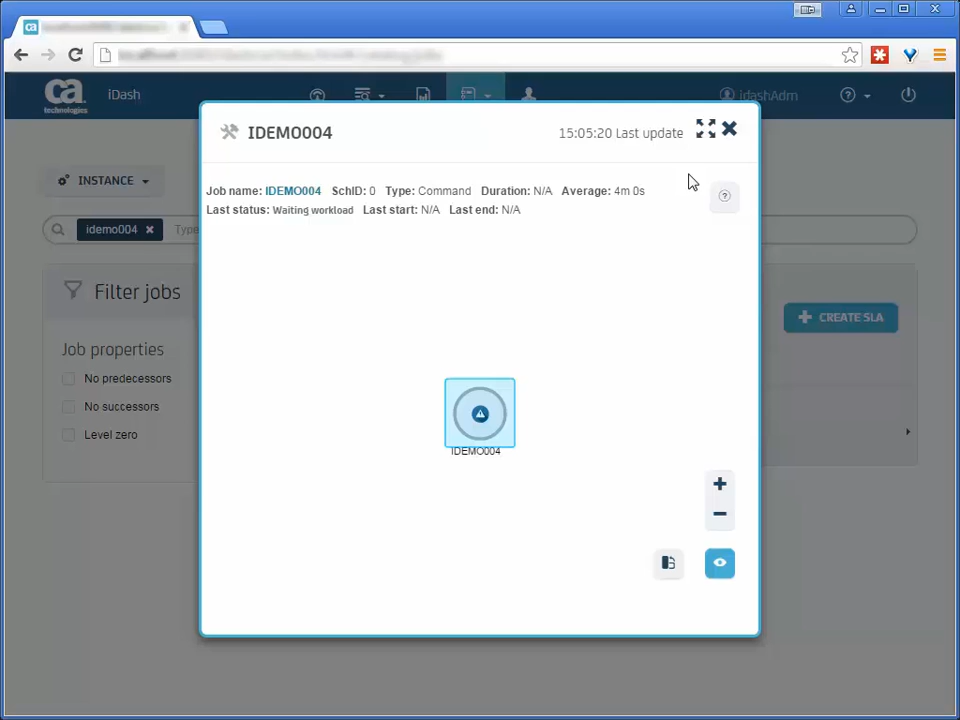 ca
ca technologies
iDash
idashAdm
IDEMO004
15:05:20 Last update
INSTANCE
Job name: IDEMO004 SchID: 0 Type: Command Duration: N/A Average: 4m 0s
Last status: Waiting workload Last start: N/A Last end: N/A
idemo004
Type
Filter jobs
CREATE SLA
Job properties
No predecessors
No successors
Level zero
IDEMO004